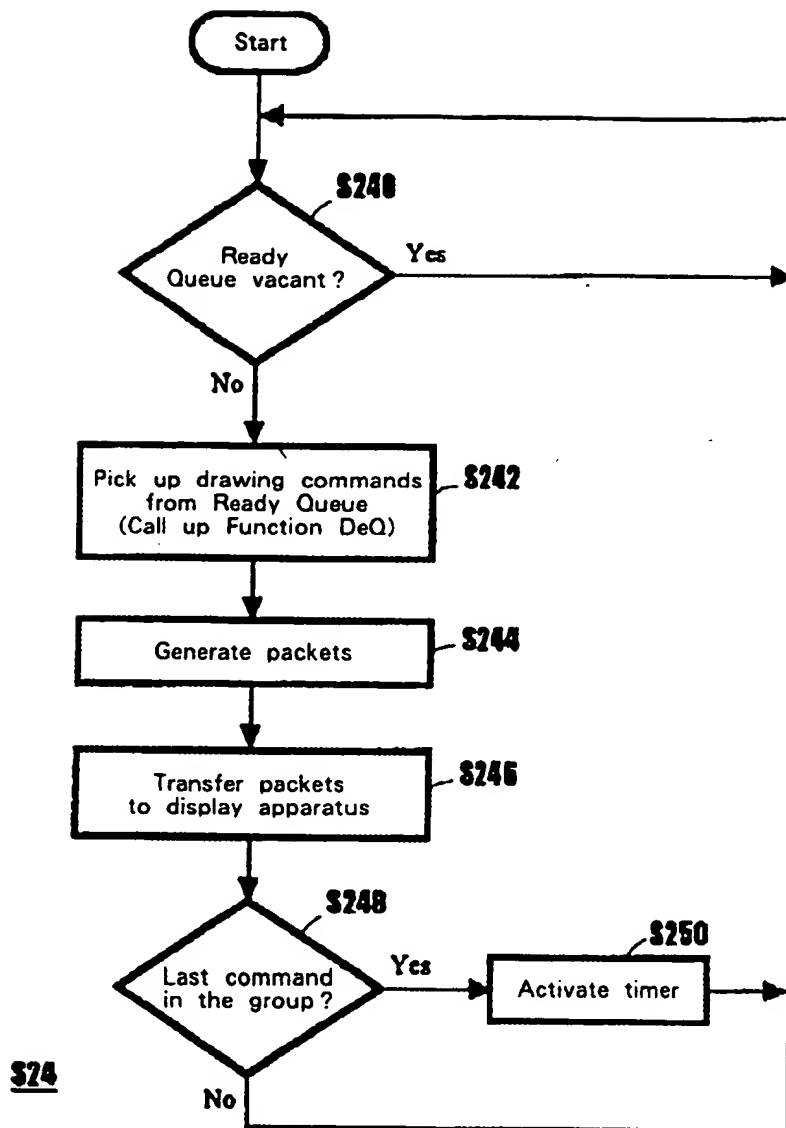 Start
S240
Ready
Queue vacant?
Yes
No
Pick up drawing commands
from Ready Queue
(Call up Function DeQ)
S242
Generate packets
S244
Transfer packets
to display apparatus
S246
S248
Last command
in the group?
Yes
S250
Activate timer
S24
No